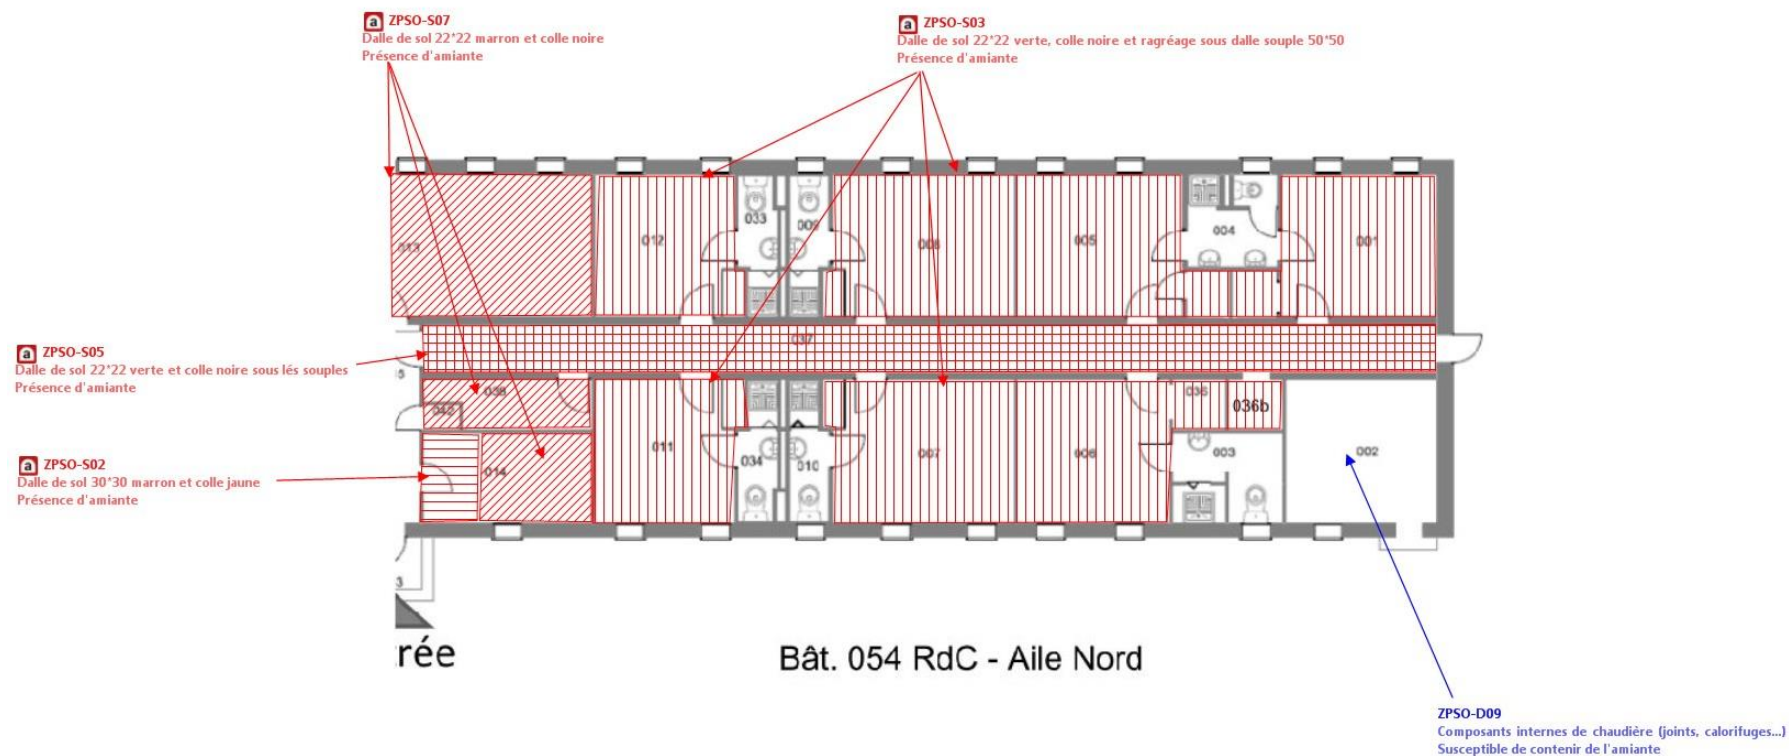 a ZPSO-S07
Dalle de sol 22*22 marron et colle noire
Présence d'amiante
a ZPSO-S03
Dalle de sol 22*22 verte, colle noire et ragréage sous dalle souple 50*50
Présence d'amiante
033
009
004
012
005
001
013
037
a ZPSO-S05
Dalle de sol 22*22 verte et colle noire sous lés souples
Présence d'amiante
038
036
042
036b
011
007
003
002
034
010
014
a ZPSO-S02
Dalle de sol 30*30 marron et colle jaune
Présence d'amiante
rée
Bât. 054 RdC - Aile Nord
ZPSO-D09
Composants internes de chaudière (joints, calorifuges...)
Susceptible de contenir de l'amiante